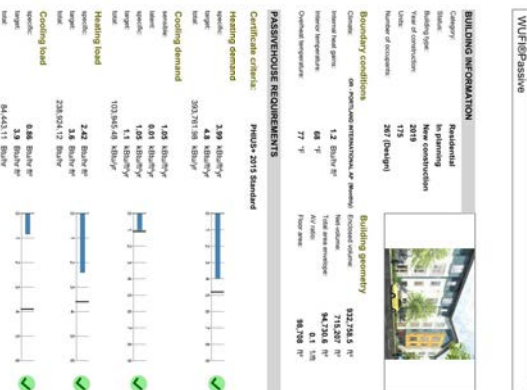 WUFI®Passive
BUILDING INFORMATION
Category: Residential
Status: In planning
Building type: New construction
Year of construction: 2019
Units: 175
Number of occupants: 267 (Design)
Boundary conditions
Climate: OR - PORTLAND INTERNATIONAL AP (Monthly)
Internal heat gains: 1.2 Btu/hr ft²
Interior temperature: 68 °F
Overheat temperature: 77 °F
Building geometry
Enclosed volume: 932,758.5 ft³
Net-volume: 715,207 ft³
Total area envelope: 94,730.6 ft²
A/V ratio: 0.1 1/ft
Floor area: 98,708 ft²
PASSIVEHOUSE REQUIREMENTS
Certificate criteria: PHIUS+ 2015 Standard
Heating demand
specific: 3.99 kBtu/ft²yr
target: 4.8 kBtu/ft²yr
total: 393,761.98 kBtu/yr
Cooling demand
sensible: 1.05 kBtu/ft²yr
latent: 0.01 kBtu/ft²yr
specific: 1.05 kBtu/ft²yr
target: 1.1 kBtu/ft²yr
total: 103,945.48 kBtu/yr
Heating load
specific: 2.42 Btu/hr ft²
target: 3.6 Btu/hr ft²
total: 238,924.12 Btu/hr
Cooling load
specific: 0.86 Btu/hr ft²
target: 3.9 Btu/hr ft²
total: 84,443.11 Btu/hr